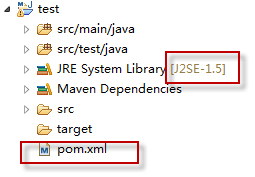 test
src/main/java
src/test/java
JRE System Library [J2SE-1.5]
Maven Dependencies
src
target
pom.xml